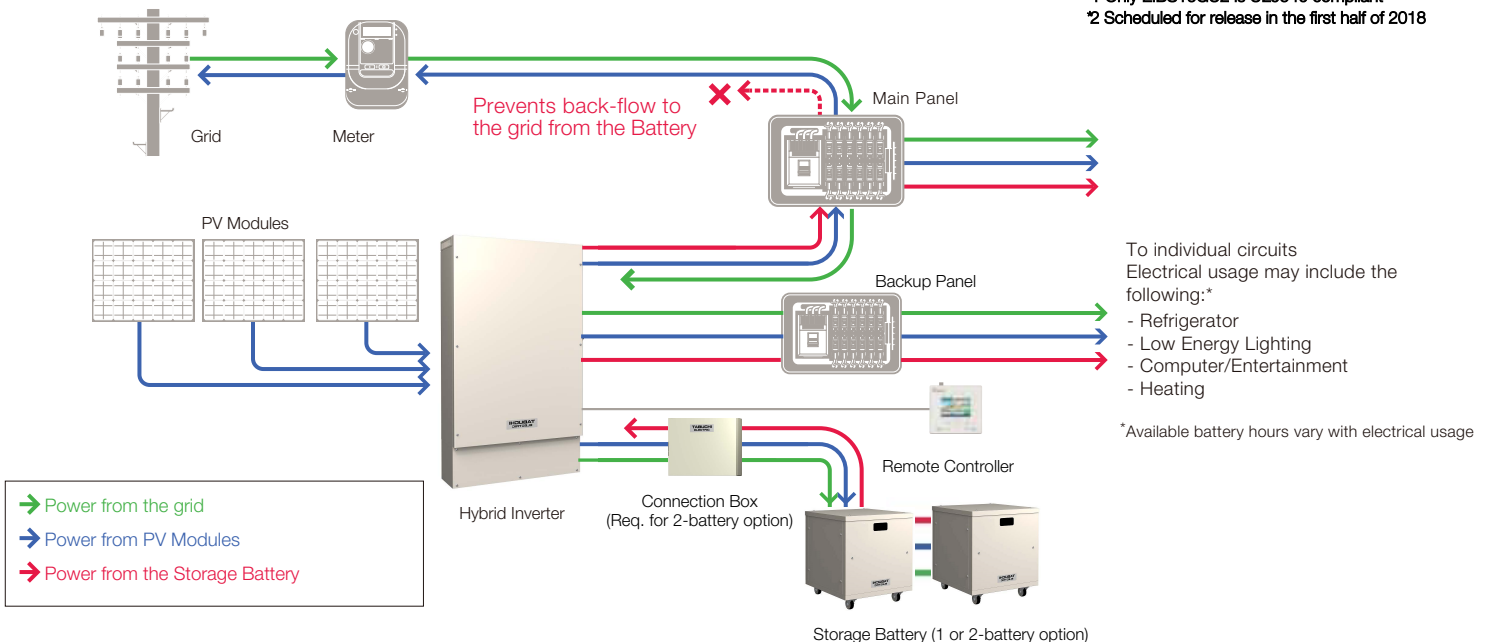 *2 Scheduled for release in the first half of 2018
Main Panel
Prevents back-flow to
the grid from the Battery
Grid
Meter
PV Modules
To individual circuits
Electrical usage may include the
following:*
- Refrigerator
- Low Energy Lighting
- Computer/Entertainment
- Heating
*Available battery hours vary with electrical usage
Backup Panel
TABUCHI
ELECTRIC
Remote Controller
Connection Box
(Req. for 2-battery option)
Hybrid Inverter
Power from the grid
Power from PV Modules
Power from the Storage Battery
Storage Battery (1 or 2-battery option)